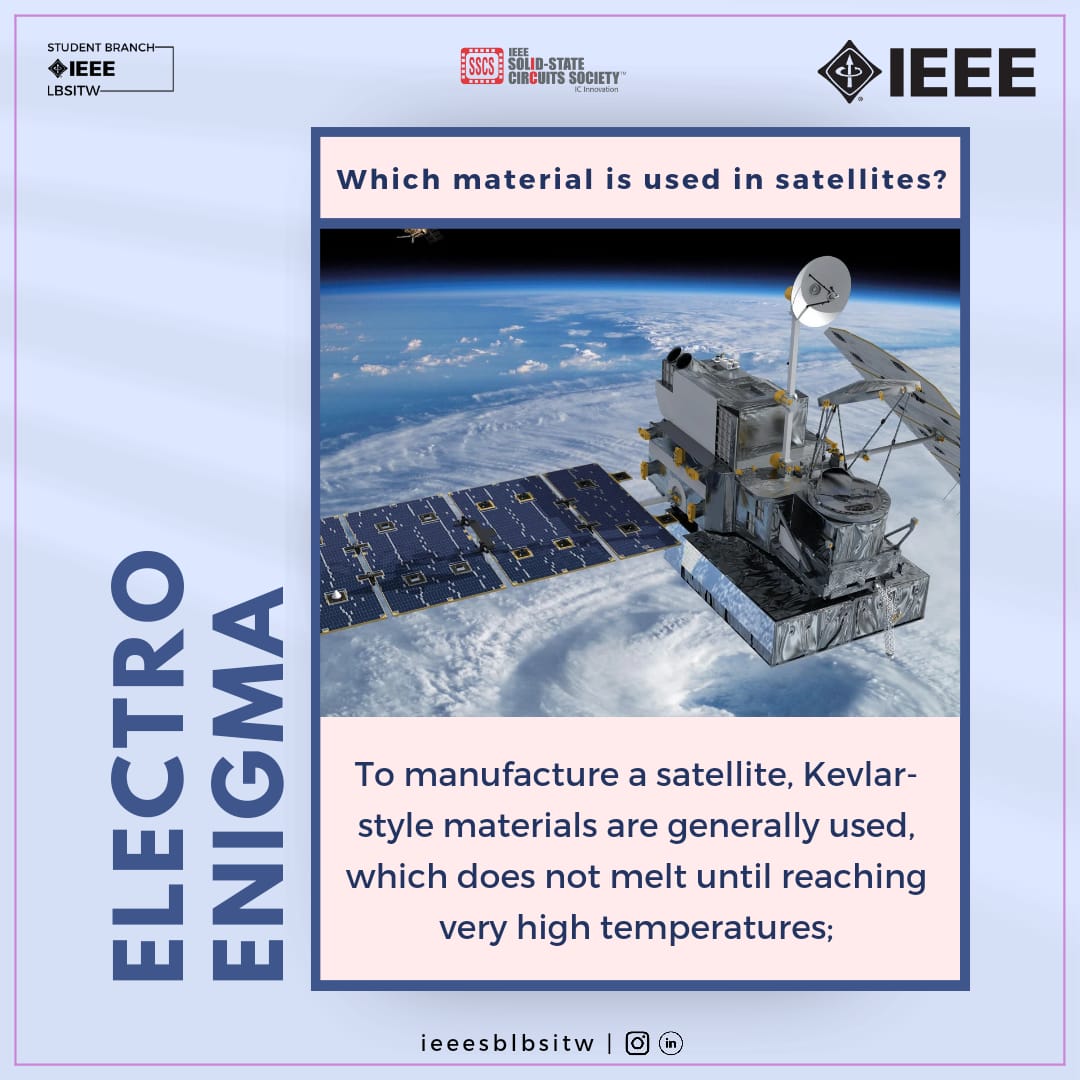 STUDENT BRANCH
IEEE
LBSITW
SSCS
IEEE
SOLID-STATE
CIRCUITS SOCIETY™
IC Innovation
IEEE®
Which material is used in satellites?
ELECTRO
ENIGMA
To manufacture a satellite, Kevlar-
style materials are generally used,
which does not melt until reaching
very high temperatures;
ieeesblbsitw | in